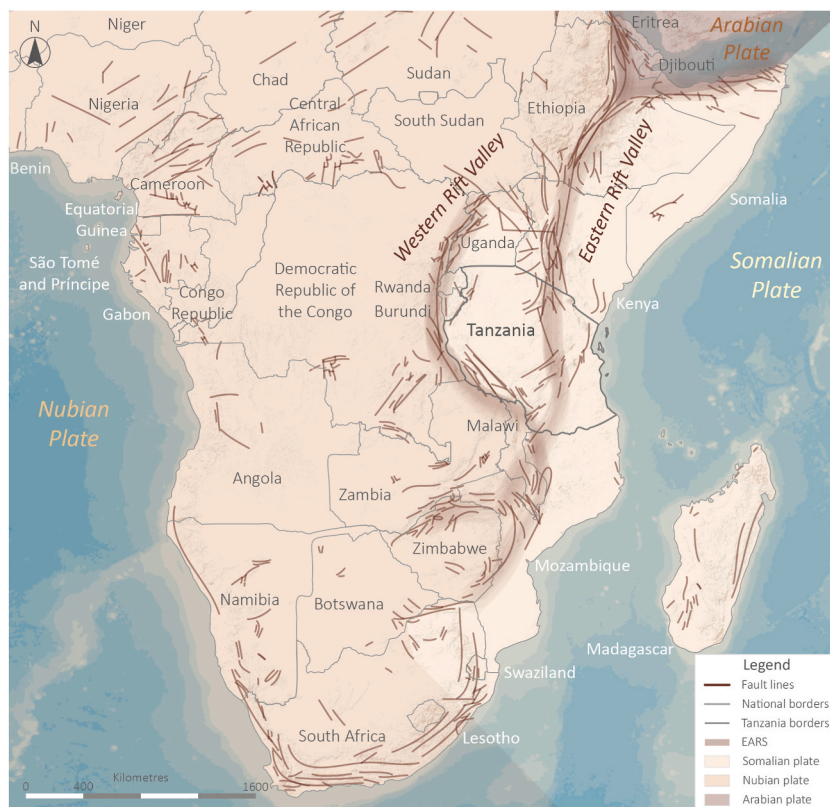 N
Niger
Eritrea
Arabian
Plate
Chad
Sudan
Djibouti
Nigeria
Ethiopia
Central
African
Republic
South Sudan
Benin
Cameroon
Western Rift Valley
Eastern Rift Valley
Somalia
Equatorial
Guinea
Uganda
São Tomé
and Príncipe
Democratic
Republic of
the Congo
Rwanda
Burundi
Somalian
Plate
Congo
Republic
Gabon
Kenya
Tanzania
Nubian
Plate
Malawi
Angola
Zambia
Zimbabwe
Mozambique
Namibia
Botswana
Madagascar
Swaziland
South Africa
Lesotho
Kilometres
0 400 1600
Legend
Fault lines
National borders
Tanzania borders
EARS
Somalian plate
Nubian plate
Arabian plate